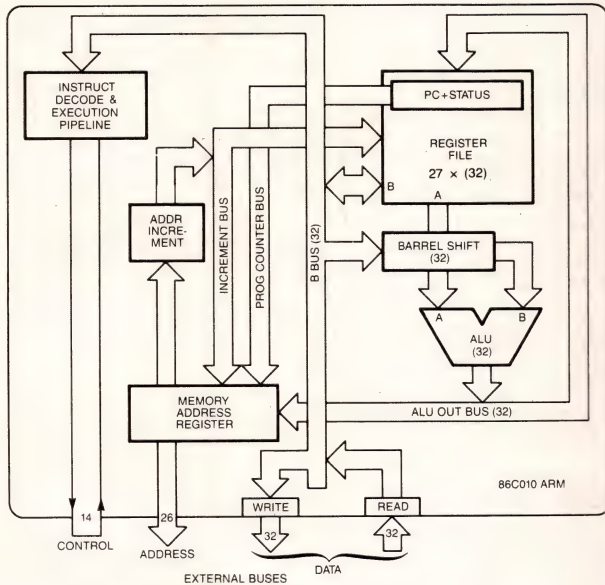 INSTRUCT
DECODE &
EXECUTION
PIPELINE
PC+STATUS
REGISTER
FILE
27 × (32)
B
A
ADDR
INCRE-
MENT
INCREMENT BUS
PROG COUNTER BUS
B BUS (32)
BARREL SHIFT
(32)
A
B
ALU
(32)
MEMORY
ADDRESS
REGISTER
ALU OUT BUS (32)
86C010 ARM
WRITE
READ
14
26
32
32
CONTROL
ADDRESS
DATA
EXTERNAL BUSES